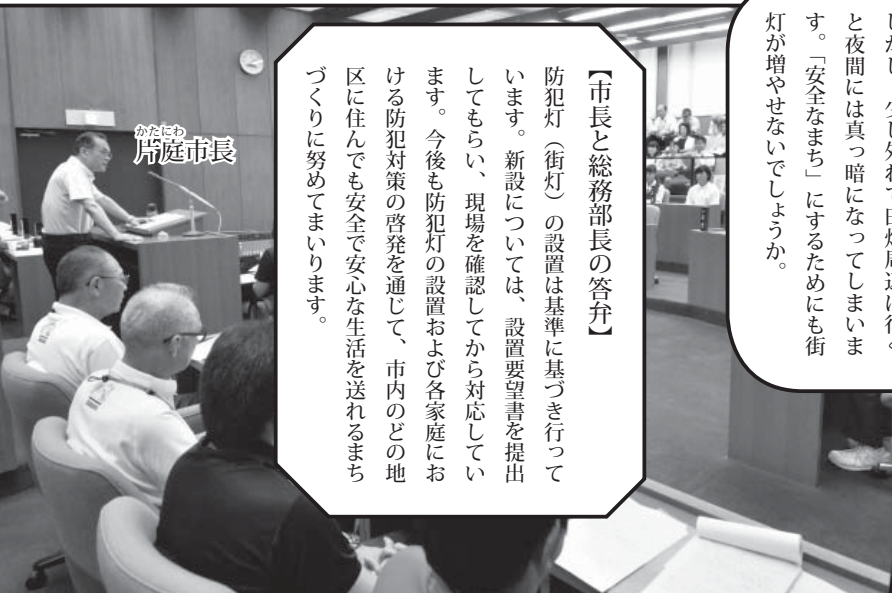 と夜間には真っ暗になってしまいま
す。「安全なまち」にするためにも街
灯が増やせないでしょうか。
【市長と総務部長の答弁】
防犯灯（街灯）の設置は基準に基づき行って
います。新設については、設置要望書を提出
してもらい、現場を確認してから対応してい
ます。今後も防犯灯の設置および各家庭にお
ける防犯対策の啓発を通じて、市内のどの地
区に住んでも安全で安心な生活を送れるまち
づくりに努めてまいります。
かたにわ
片庭市長